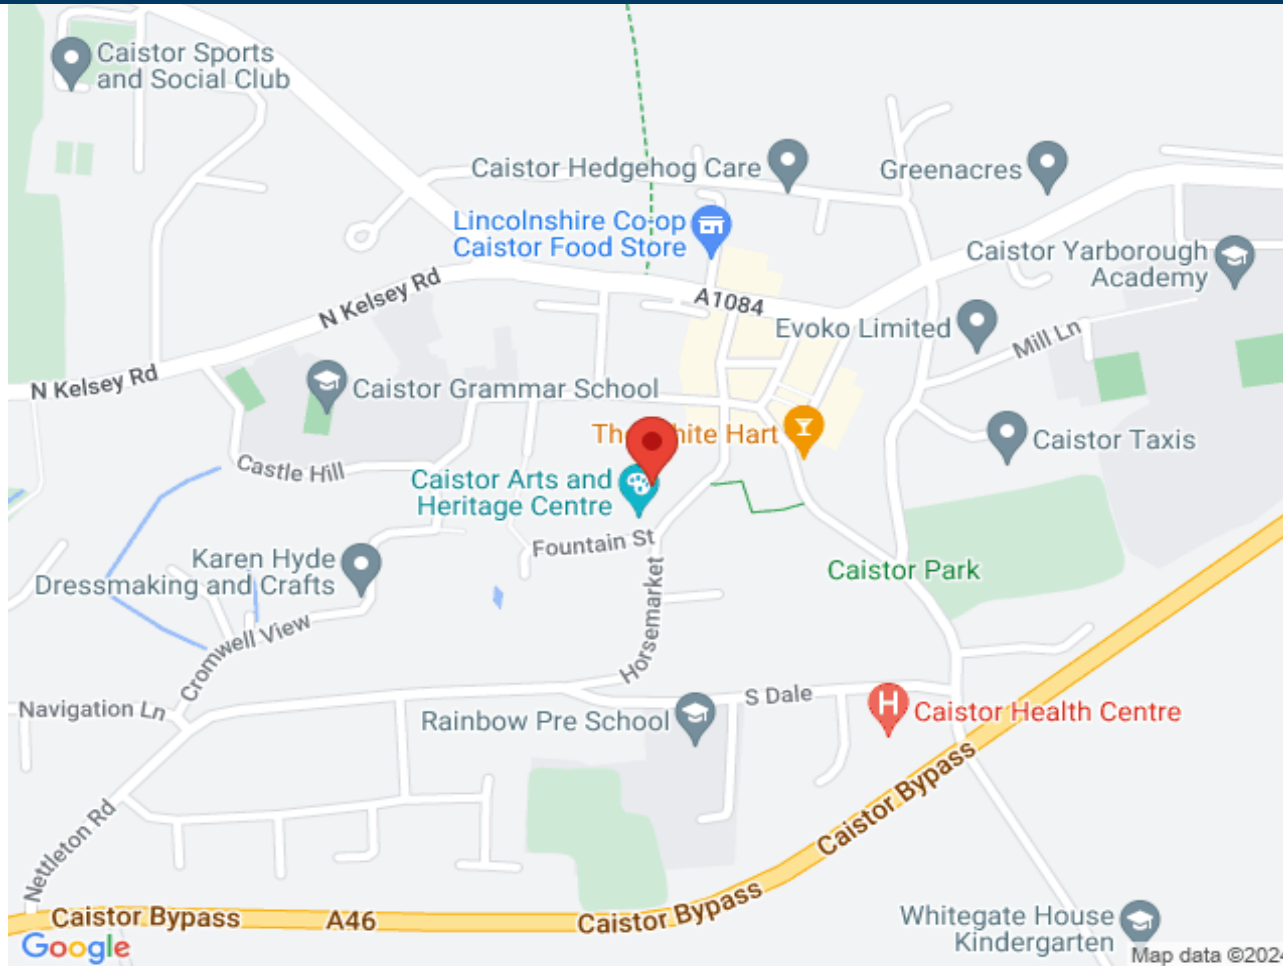 Caistor Sports
and Social Club
Caistor Hedgehog Care
Greenacres
Lincolnshire Co-op
Caistor Food Store
Caistor Yarborough
Academy
N Kelsey Rd
A1084
Evoko Limited
Mill Ln
N Kelsey Rd
Caistor Grammar School
The White Hart
Caistor Taxis
Castle Hill
Caistor Arts and
Heritage Centre
Fountain St
Karen Hyde
Dressmaking and Crafts
Caistor Park
Horsemarket
Cromwell View
Navigation Ln
S Dale
Rainbow Pre School
Caistor Health Centre
Caistor Bypass
Nettleton Rd
Caistor Bypass
A46
Caistor Bypass
Whitegate House
Kindergarten
Google
Map data ©202